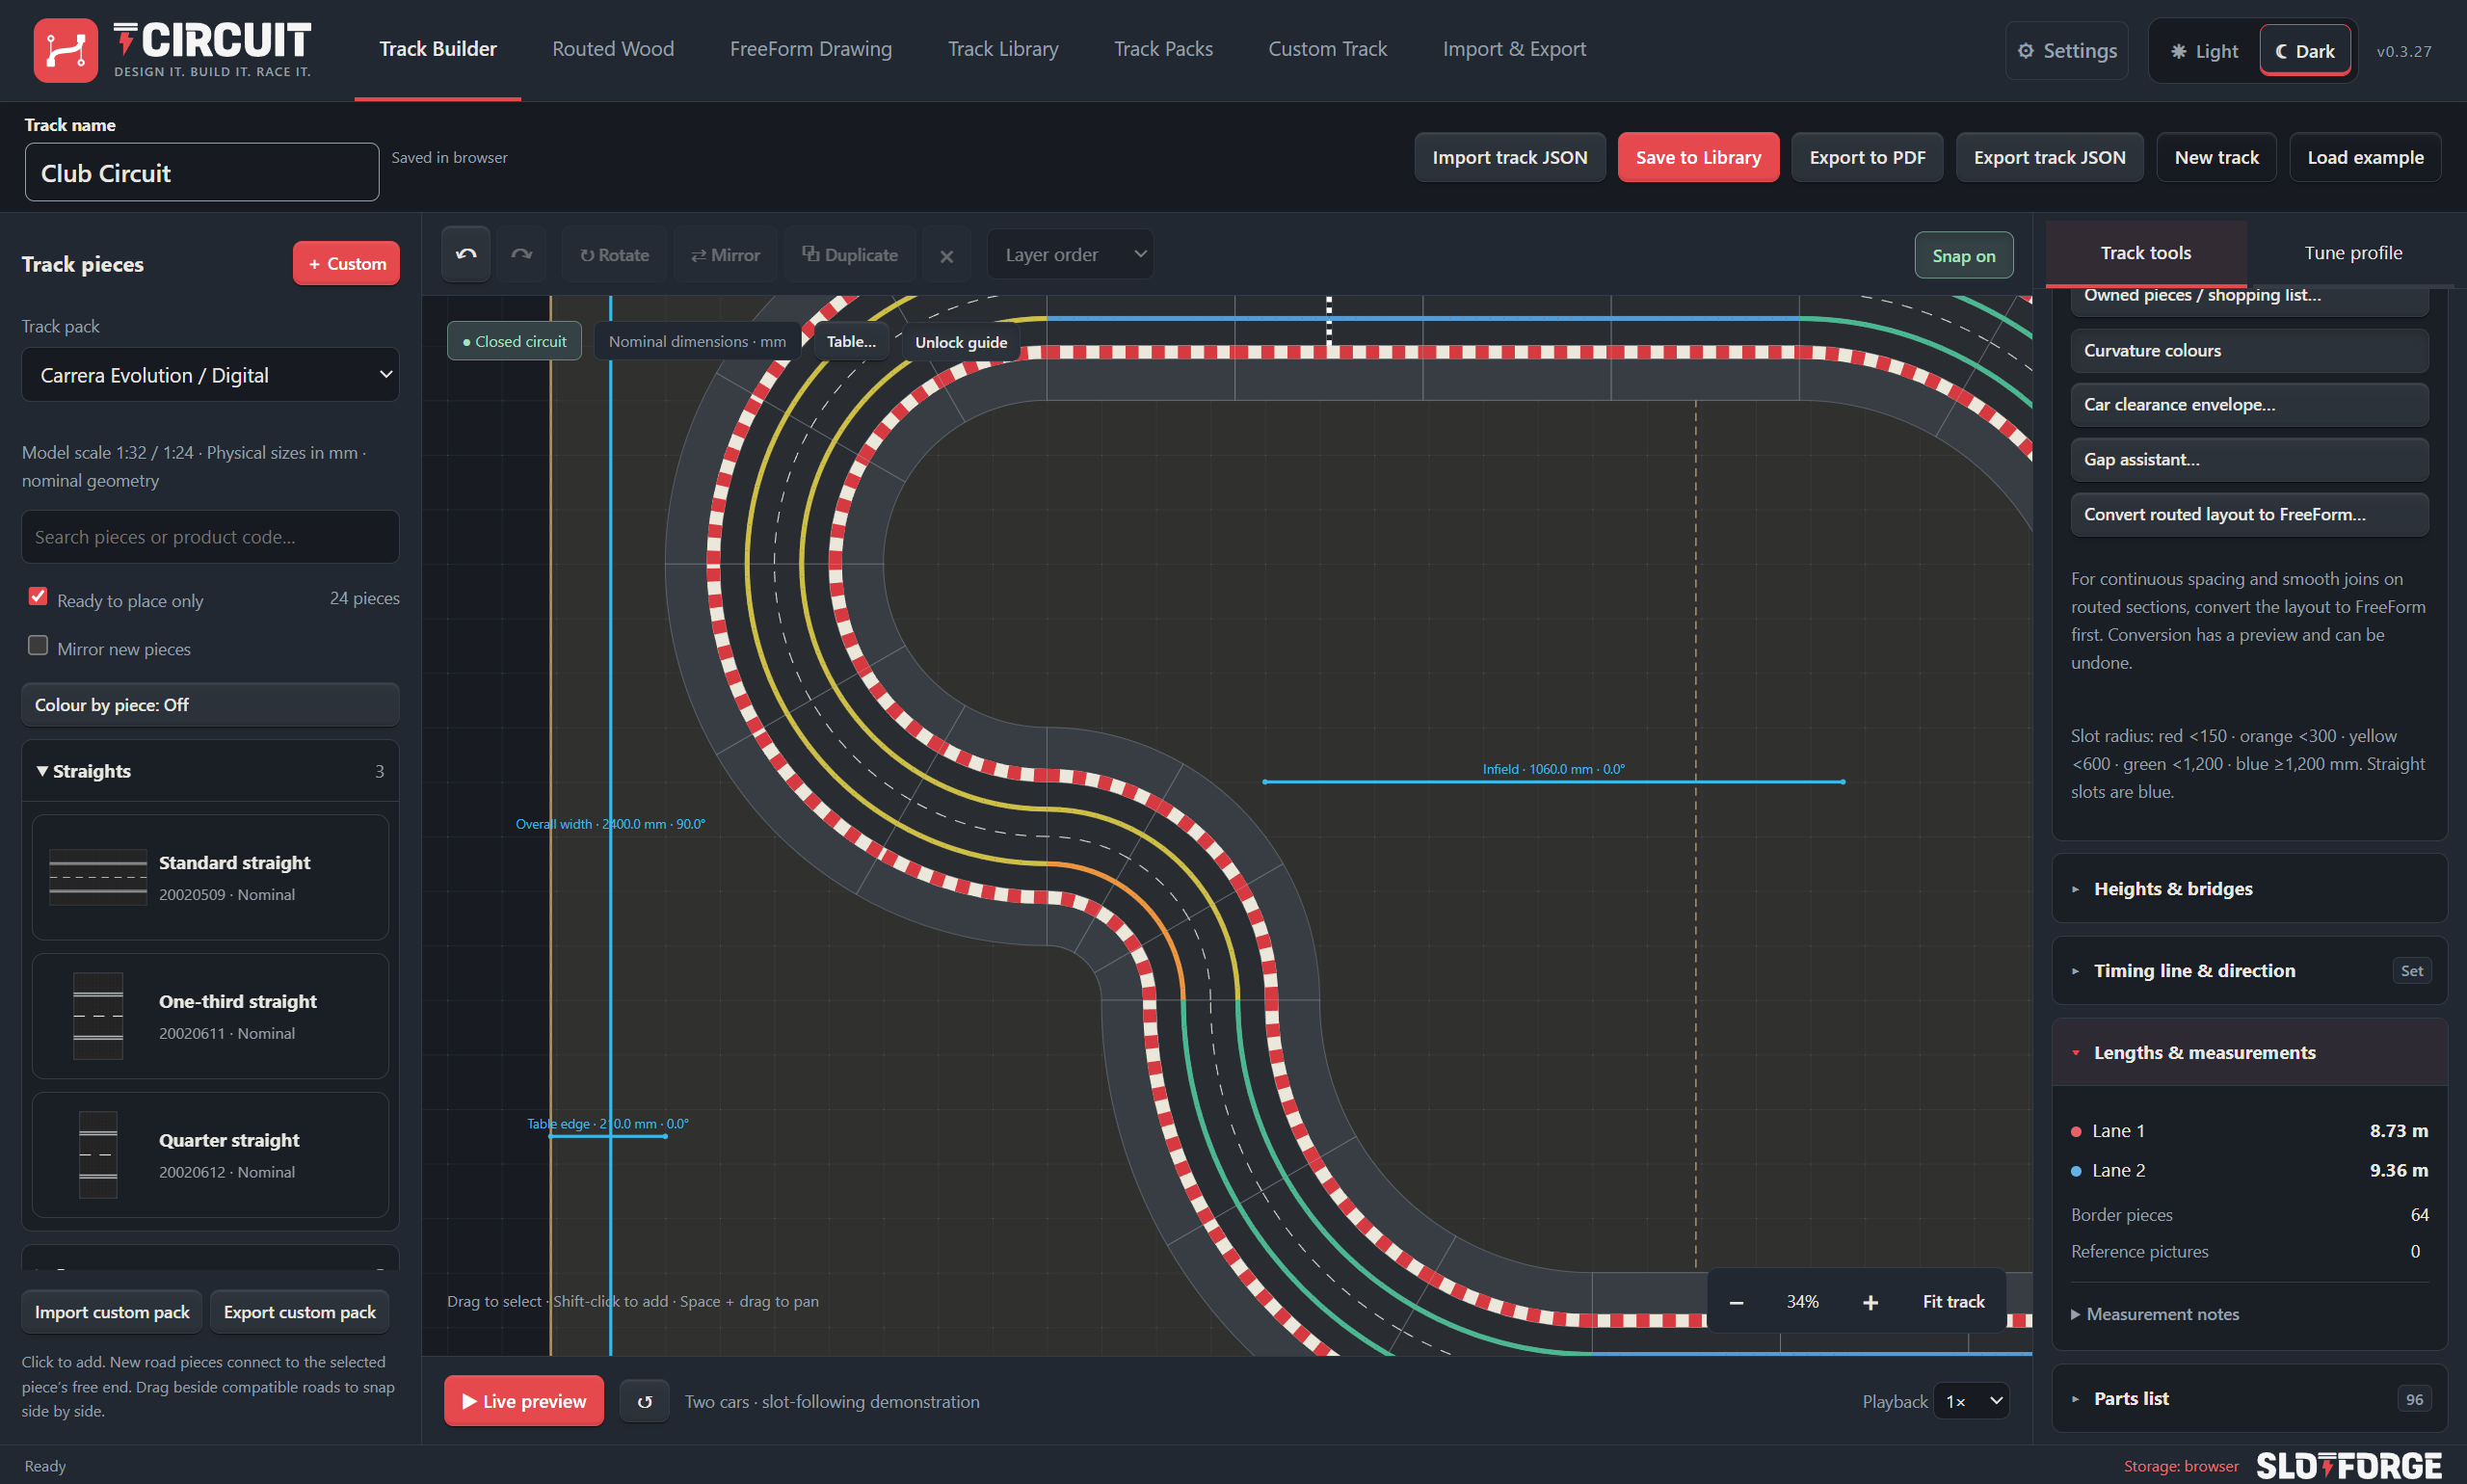 CIRCUIT
DESIGN IT. BUILD IT. RACE IT.
Track Builder
Routed Wood
FreeForm Drawing
Track Library
Track Packs
Custom Track
Import & Export
Settings
Light
Dark
v0.3.27
Track name
Club Circuit
Saved in browser
Import track JSON
Save to Library
Export to PDF
Export track JSON
New track
Load example
Track pieces
+ Custom
Track pack
Carrera Evolution / Digital
Model scale 1:32 / 1:24 · Physical sizes in mm ·
nominal geometry
Search pieces or product code...
Ready to place only
24 pieces
Mirror new pieces
Colour by piece: Off
Straights
3
Standard straight
20020509 · Nominal
One-third straight
20020611 · Nominal
Quarter straight
20020612 · Nominal
Import custom pack
Export custom pack
Click to add. New road pieces connect to the selected
piece's free end. Drag beside compatible roads to snap
side by side.
Rotate
Mirror
Duplicate
Layer order
Snap on
Closed circuit
Nominal dimensions · mm
Table...
Unlock guide
Infield · 1060.0 mm · 0.0°
Overall width · 2400.0 mm · 90.0°
Table edge · 210.0 mm · 0.0°
Drag to select · Shift-click to add · Space + drag to pan
− 34% +
Fit track
Live preview
Two cars · slot-following demonstration
Playback
1×
Track tools
Tune profile
Owned pieces / shopping list...
Curvature colours
Car clearance envelope...
Gap assistant...
Convert routed layout to FreeForm...
For continuous spacing and smooth joins on
routed sections, convert the layout to FreeForm
first. Conversion has a preview and can be
undone.
Slot radius: red <150 · orange <300 · yellow
<600 · green <1,200 · blue ≥1,200 mm. Straight
slots are blue.
Heights & bridges
Timing line & direction
Set
Lengths & measurements
Lane 1
8.73 m
Lane 2
9.36 m
Border pieces
64
Reference pictures
0
Measurement notes
Parts list
96
Ready
Storage: browser
SLOTFORGE